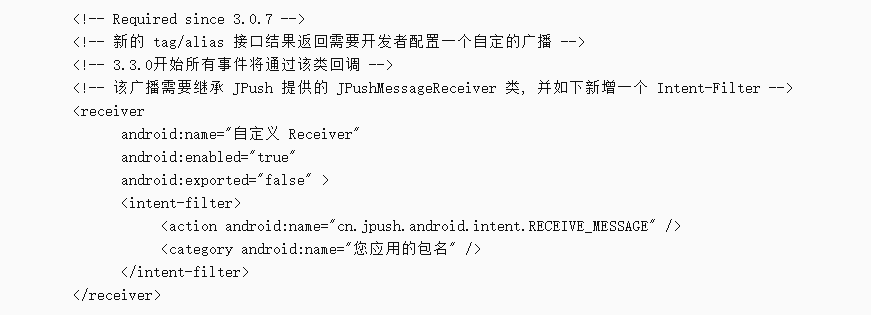 <!-- Required since 3.0.7 -->
<!-- 新的 tag/alias 接口结果返回需要开发者配置一个自定的广播 -->
<!-- 3.3.0开始所有事件将通过该类回调 -->
<!-- 该广播需要继承 JPush 提供的 JPushMessageReceiver 类, 并如下新增一个 Intent-Filter -->
<receiver
android:name="自定义 Receiver"
android:enabled="true"
android:exported="false" >
<intent-filter>
<action android:name="cn.jpush.android.intent.RECEIVE_MESSAGE" />
<category android:name="您应用的包名" />
</intent-filter>
</receiver>